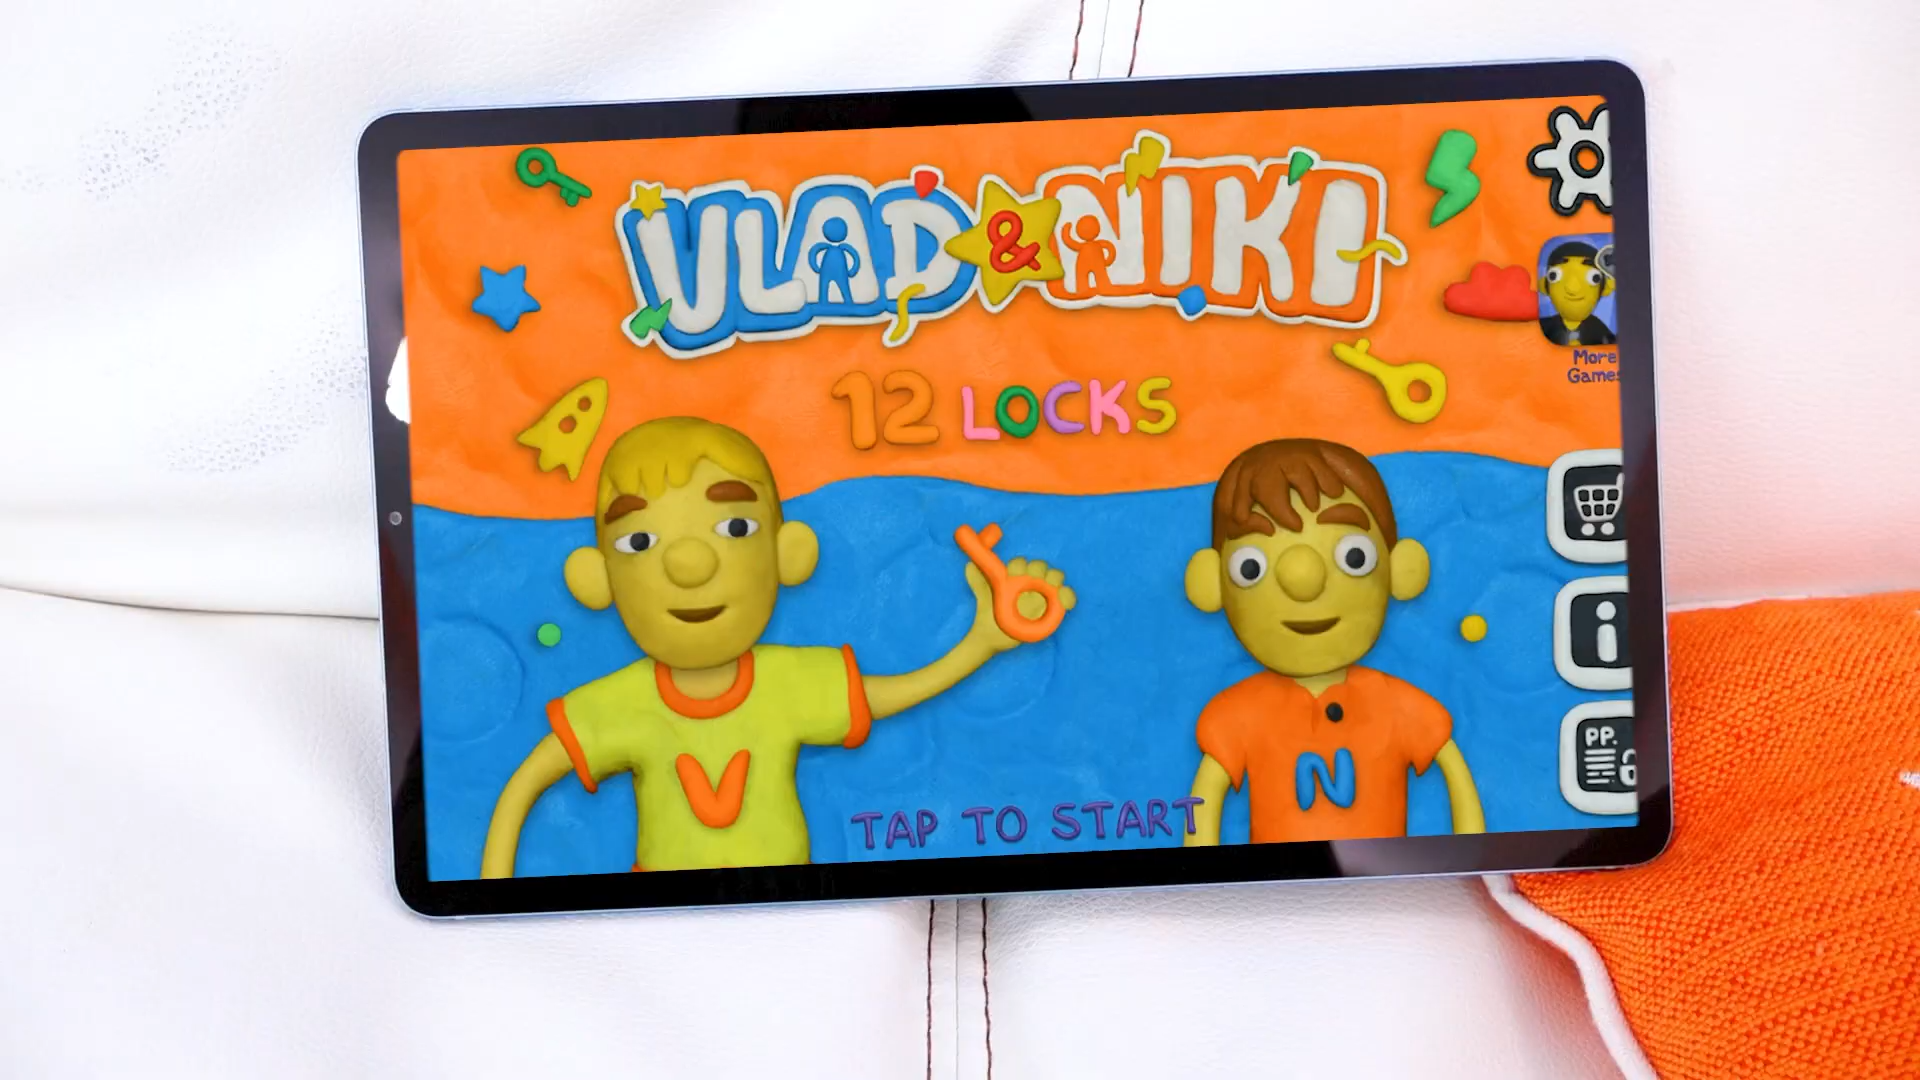 VLAD & NIKI
12 LOCKS
More
Games
V
N
i
PP.
TAP TO START